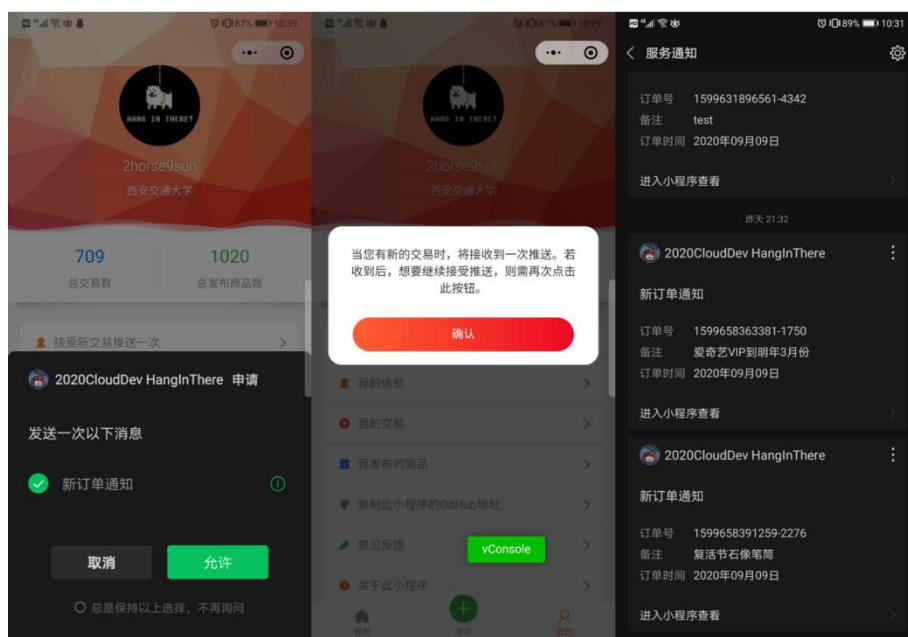 87% 10:39
HANG IN THERE!
2horse9sun
西安交通大学
709
总交易数
1020
总发布商品数
接受新交易推送一次
2020CloudDev HangInThere 申请
发送一次以下消息
新订单通知
取消
允许
总是保持以上选择，不再询问
87% 10:39
HANG IN THERE!
2horse9sun
西安交通大学
当您有新的交易时，将接收到一次推送。若
收到后，想要继续接受推送，则需再次点击
此按钮。
确认
我的信息
我的交易
我发布的商品
复制此小程序的GitHub地址
意见反馈
vConsole
关于此小程序
首页
我的
89% 10:31
服务通知
订单号 1599631896561-4342
备注 test
订单时间 2020年09月09日
进入小程序查看
昨天 21:32
2020CloudDev HangInThere
新订单通知
订单号 1599658363381-1750
备注 爱奇艺VIP到明年3月份
订单时间 2020年09月09日
进入小程序查看
2020CloudDev HangInThere
新订单通知
订单号 1599658391259-2276
备注 复活节石像笔筒
订单时间 2020年09月09日
进入小程序查看